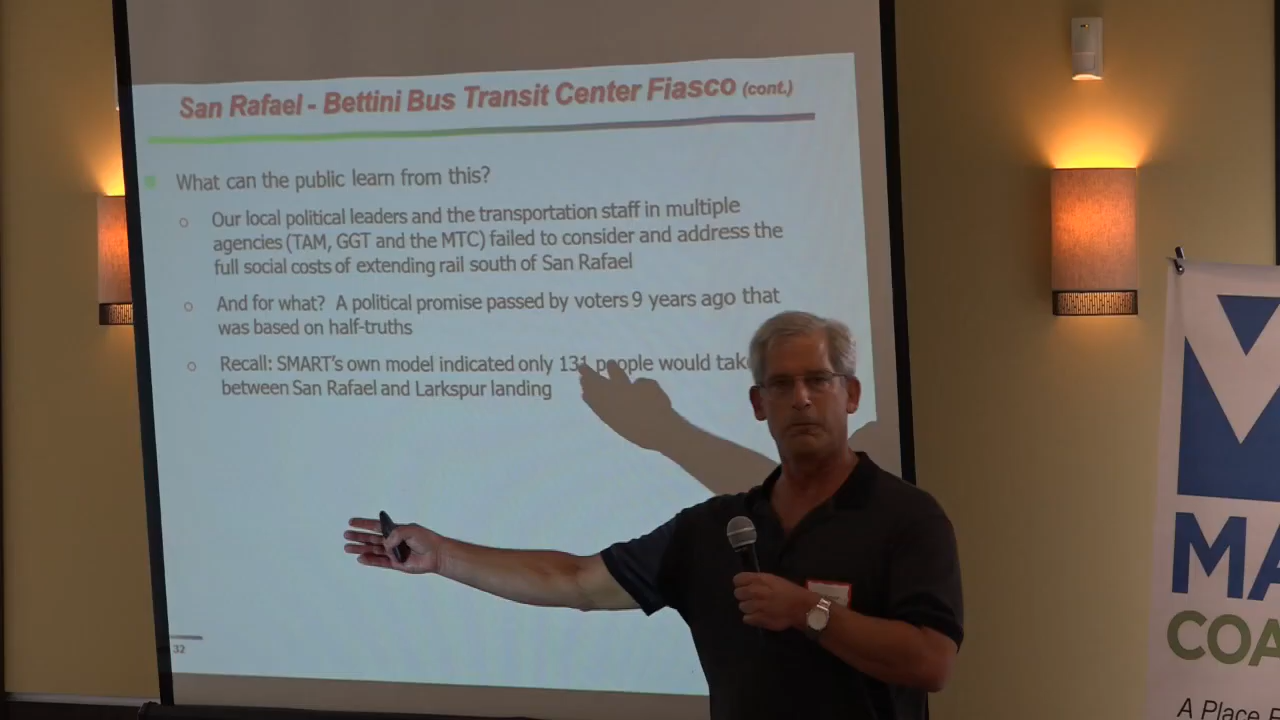 San Rafael - Bettini Bus Transit Center Fiasco (cont.)
What can the public learn from this?
Our local political leaders and the transportation staff in multiple
agencies (TAM, GGT and the MTC) failed to consider and address the
full social costs of extending rail south of San Rafael
And for what? A political promise passed by voters 9 years ago that
was based on half-truths
Recall: SMART's own model indicated only 131 people would take
between San Rafael and Larkspur landing
32
MA
COA
A Place